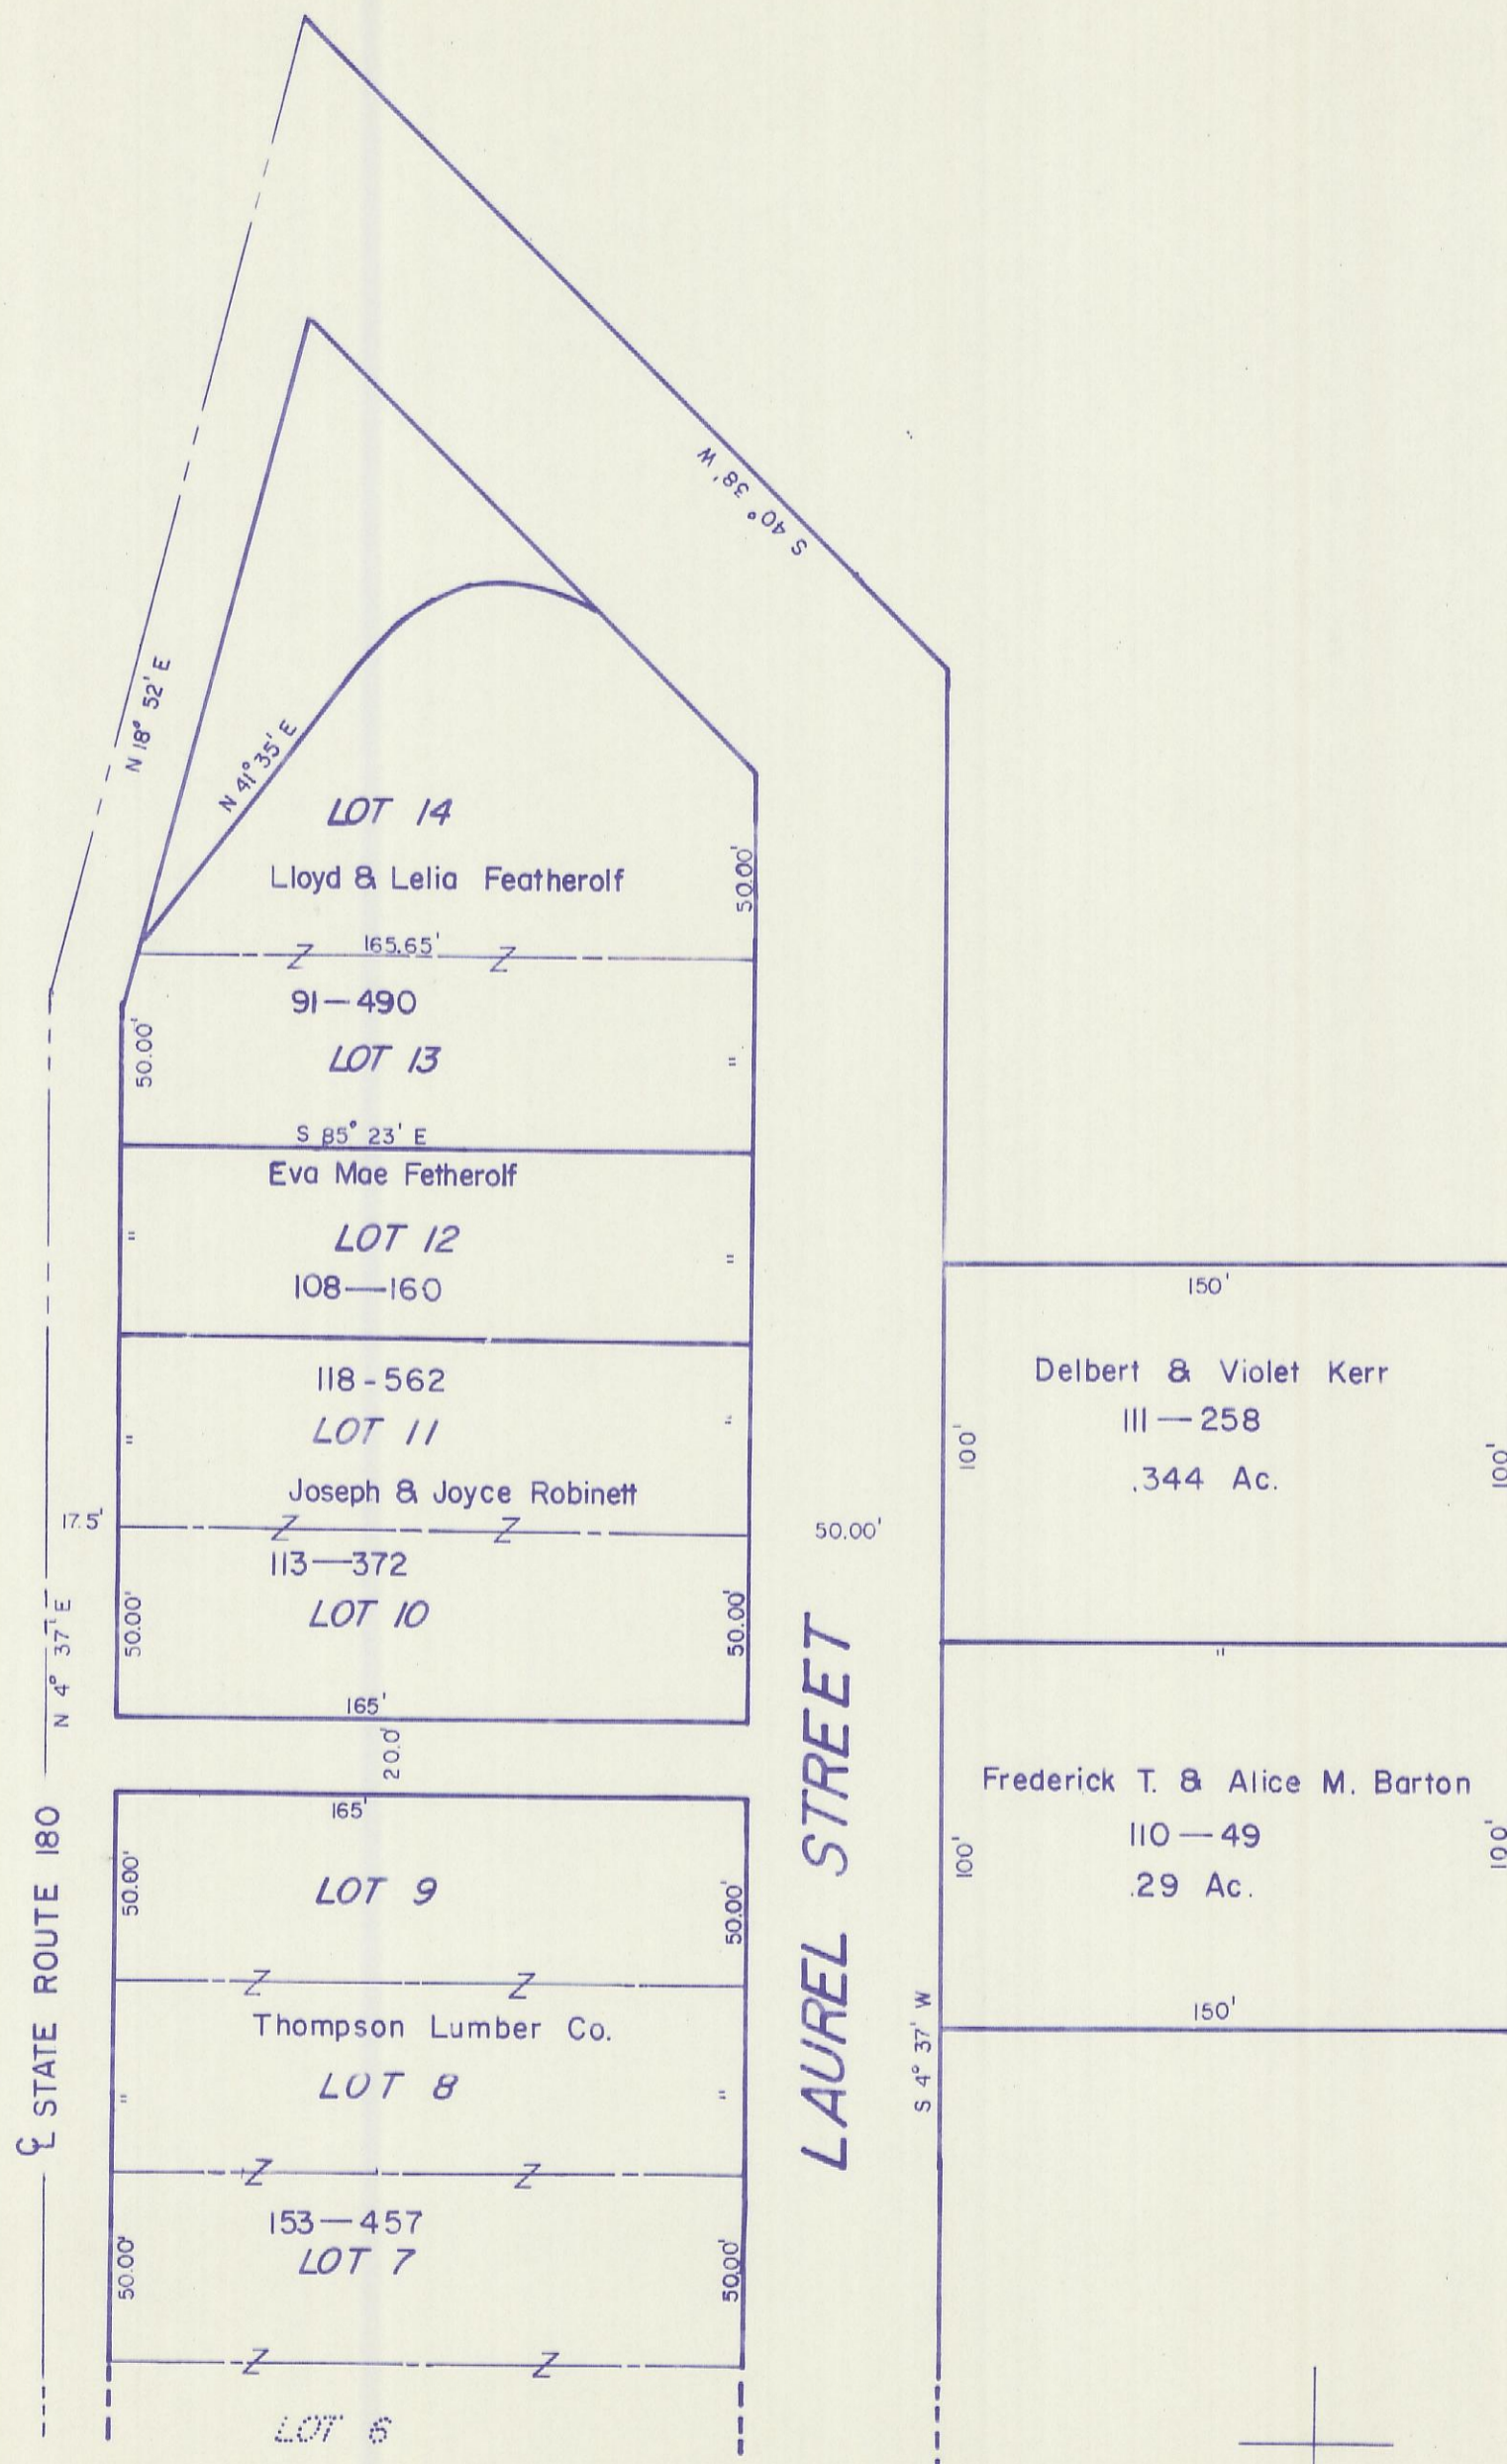 S 40° 38' W
N 18° 52' E
N 41° 35' E
LOT 14
Lloyd & Lelia Featherolf
50.00'
165.65'
Z Z
91—490
50.00'
LOT 13
"
S 85° 23' E
Eva Mae Fetherolf
"
LOT 12
"
108—160
118-562
"
LOT 11
"
Joseph & Joyce Robinett
17.5'
Z Z
113—372
50.00'
LOT 10
50.00'
165'
N 4° 37' E
20.0'
165'
50.00'
LOT 9
50.00'
Z Z
Thompson Lumber Co.
"
LOT 8
"
Z Z
153—457
50.00'
LOT 7
50.00'
Z Z
LOT 6
℄ STATE ROUTE 180
50.00'
LAUREL STREET
S 4° 37' W
150'
Delbert & Violet Kerr
111—258
100'
100'
.344 Ac.
"
Frederick T. & Alice M. Barton
110—49
100'
100'
.29 Ac.
150'